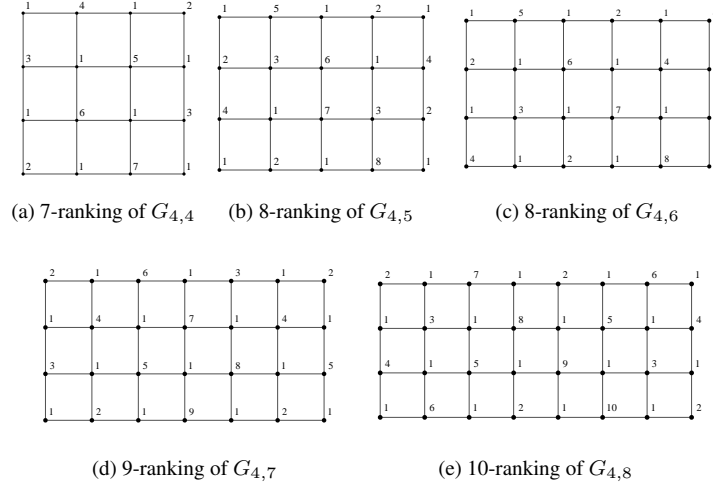 1 4 1 2
3 1 5 1
1 6 1 3
2 1 7 1
(a) 7-ranking of G4,4
1 5 1 2 1
2 3 6 1 4
4 1 7 3 2
1 2 1 8 1
(b) 8-ranking of G4,5
1 5 1 2 1
2 1 6 1 4
1 3 1 7 1
4 1 2 1 8
(c) 8-ranking of G4,6
2 1 6 1 3 1 2
1 4 1 7 1 4 1
3 1 5 1 8 1 5
1 2 1 9 1 2 1
(d) 9-ranking of G4,7
2 1 7 1 2 1 6 1
1 3 1 8 1 5 1 4
4 1 5 1 9 1 3 1
1 6 1 2 1 10 1 2
(e) 10-ranking of G4,8